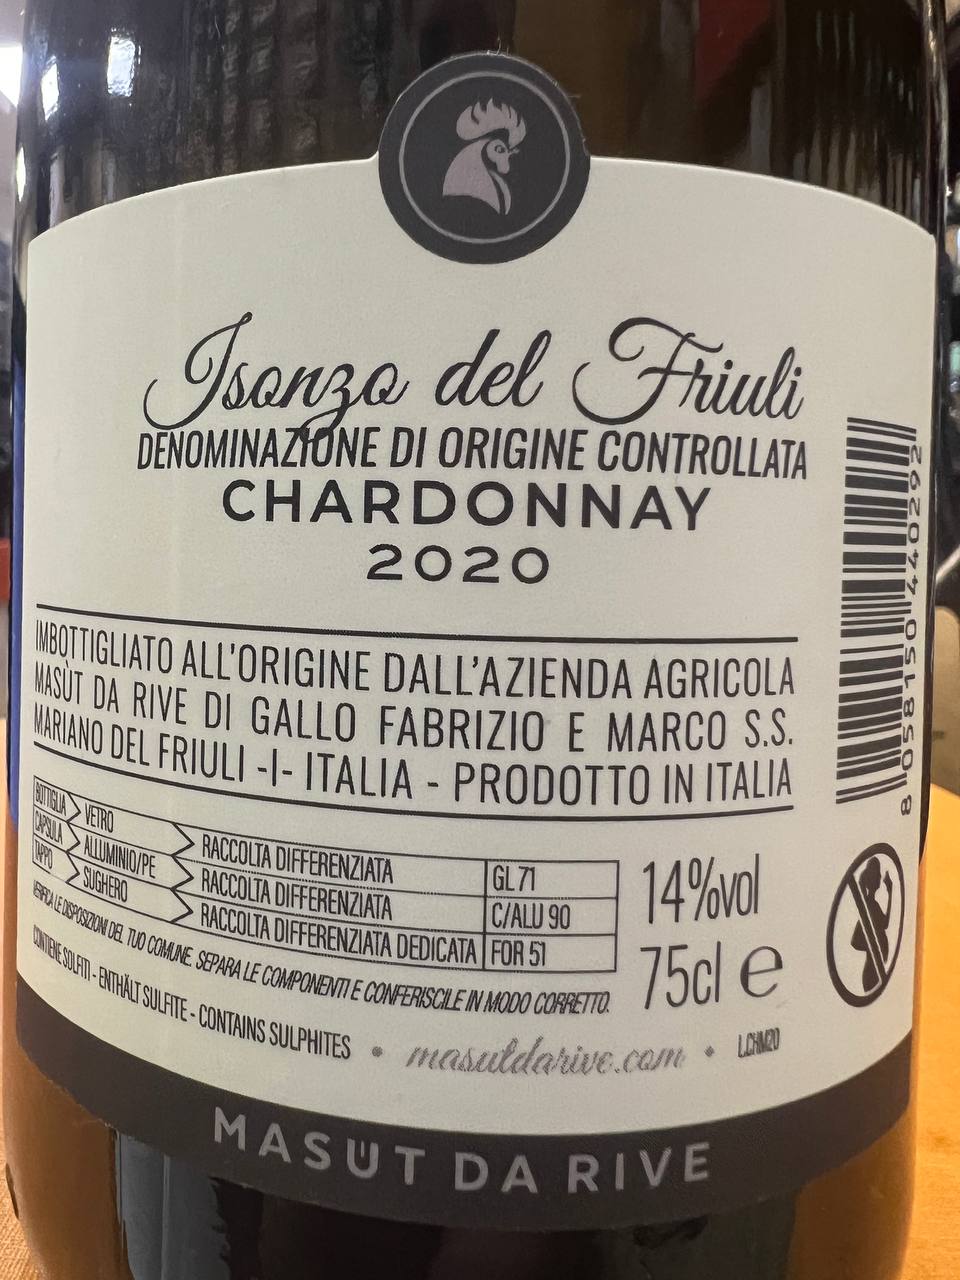 Isonzo del Friuli
DENOMINAZIONE DI ORIGINE CONTROLLATA
CHARDONNAY
2020
IMBOTTIGLIATO ALL'ORIGINE DALL'AZIENDA AGRICOLA
MASÙT DA RIVE DI GALLO FABRIZIO E MARCO S.S.
MARIANO DEL FRIULI -I- ITALIA - PRODOTTO IN ITALIA
BOTTIGLIA VETRO RACCOLTA DIFFERENZIATA GL 71
CAPSULA ALLUMINIO/PE RACCOLTA DIFFERENZIATA C/ALU 90
TAPPO SUGHERO RACCOLTA DIFFERENZIATA DEDICATA FOR 51
VERIFICA LE DISPOSIZIONI DEL TUO COMUNE. SEPARA LE COMPONENTI E CONFERISCILE IN MODO CORRETTO.
14%vol
75cl e
CONTIENE SOLFITI - ENTHÄLT SULFITE - CONTAINS SULPHITES • masutdarive.com • L.CHM20
8 058150 440292
MASÙT DA RIVE